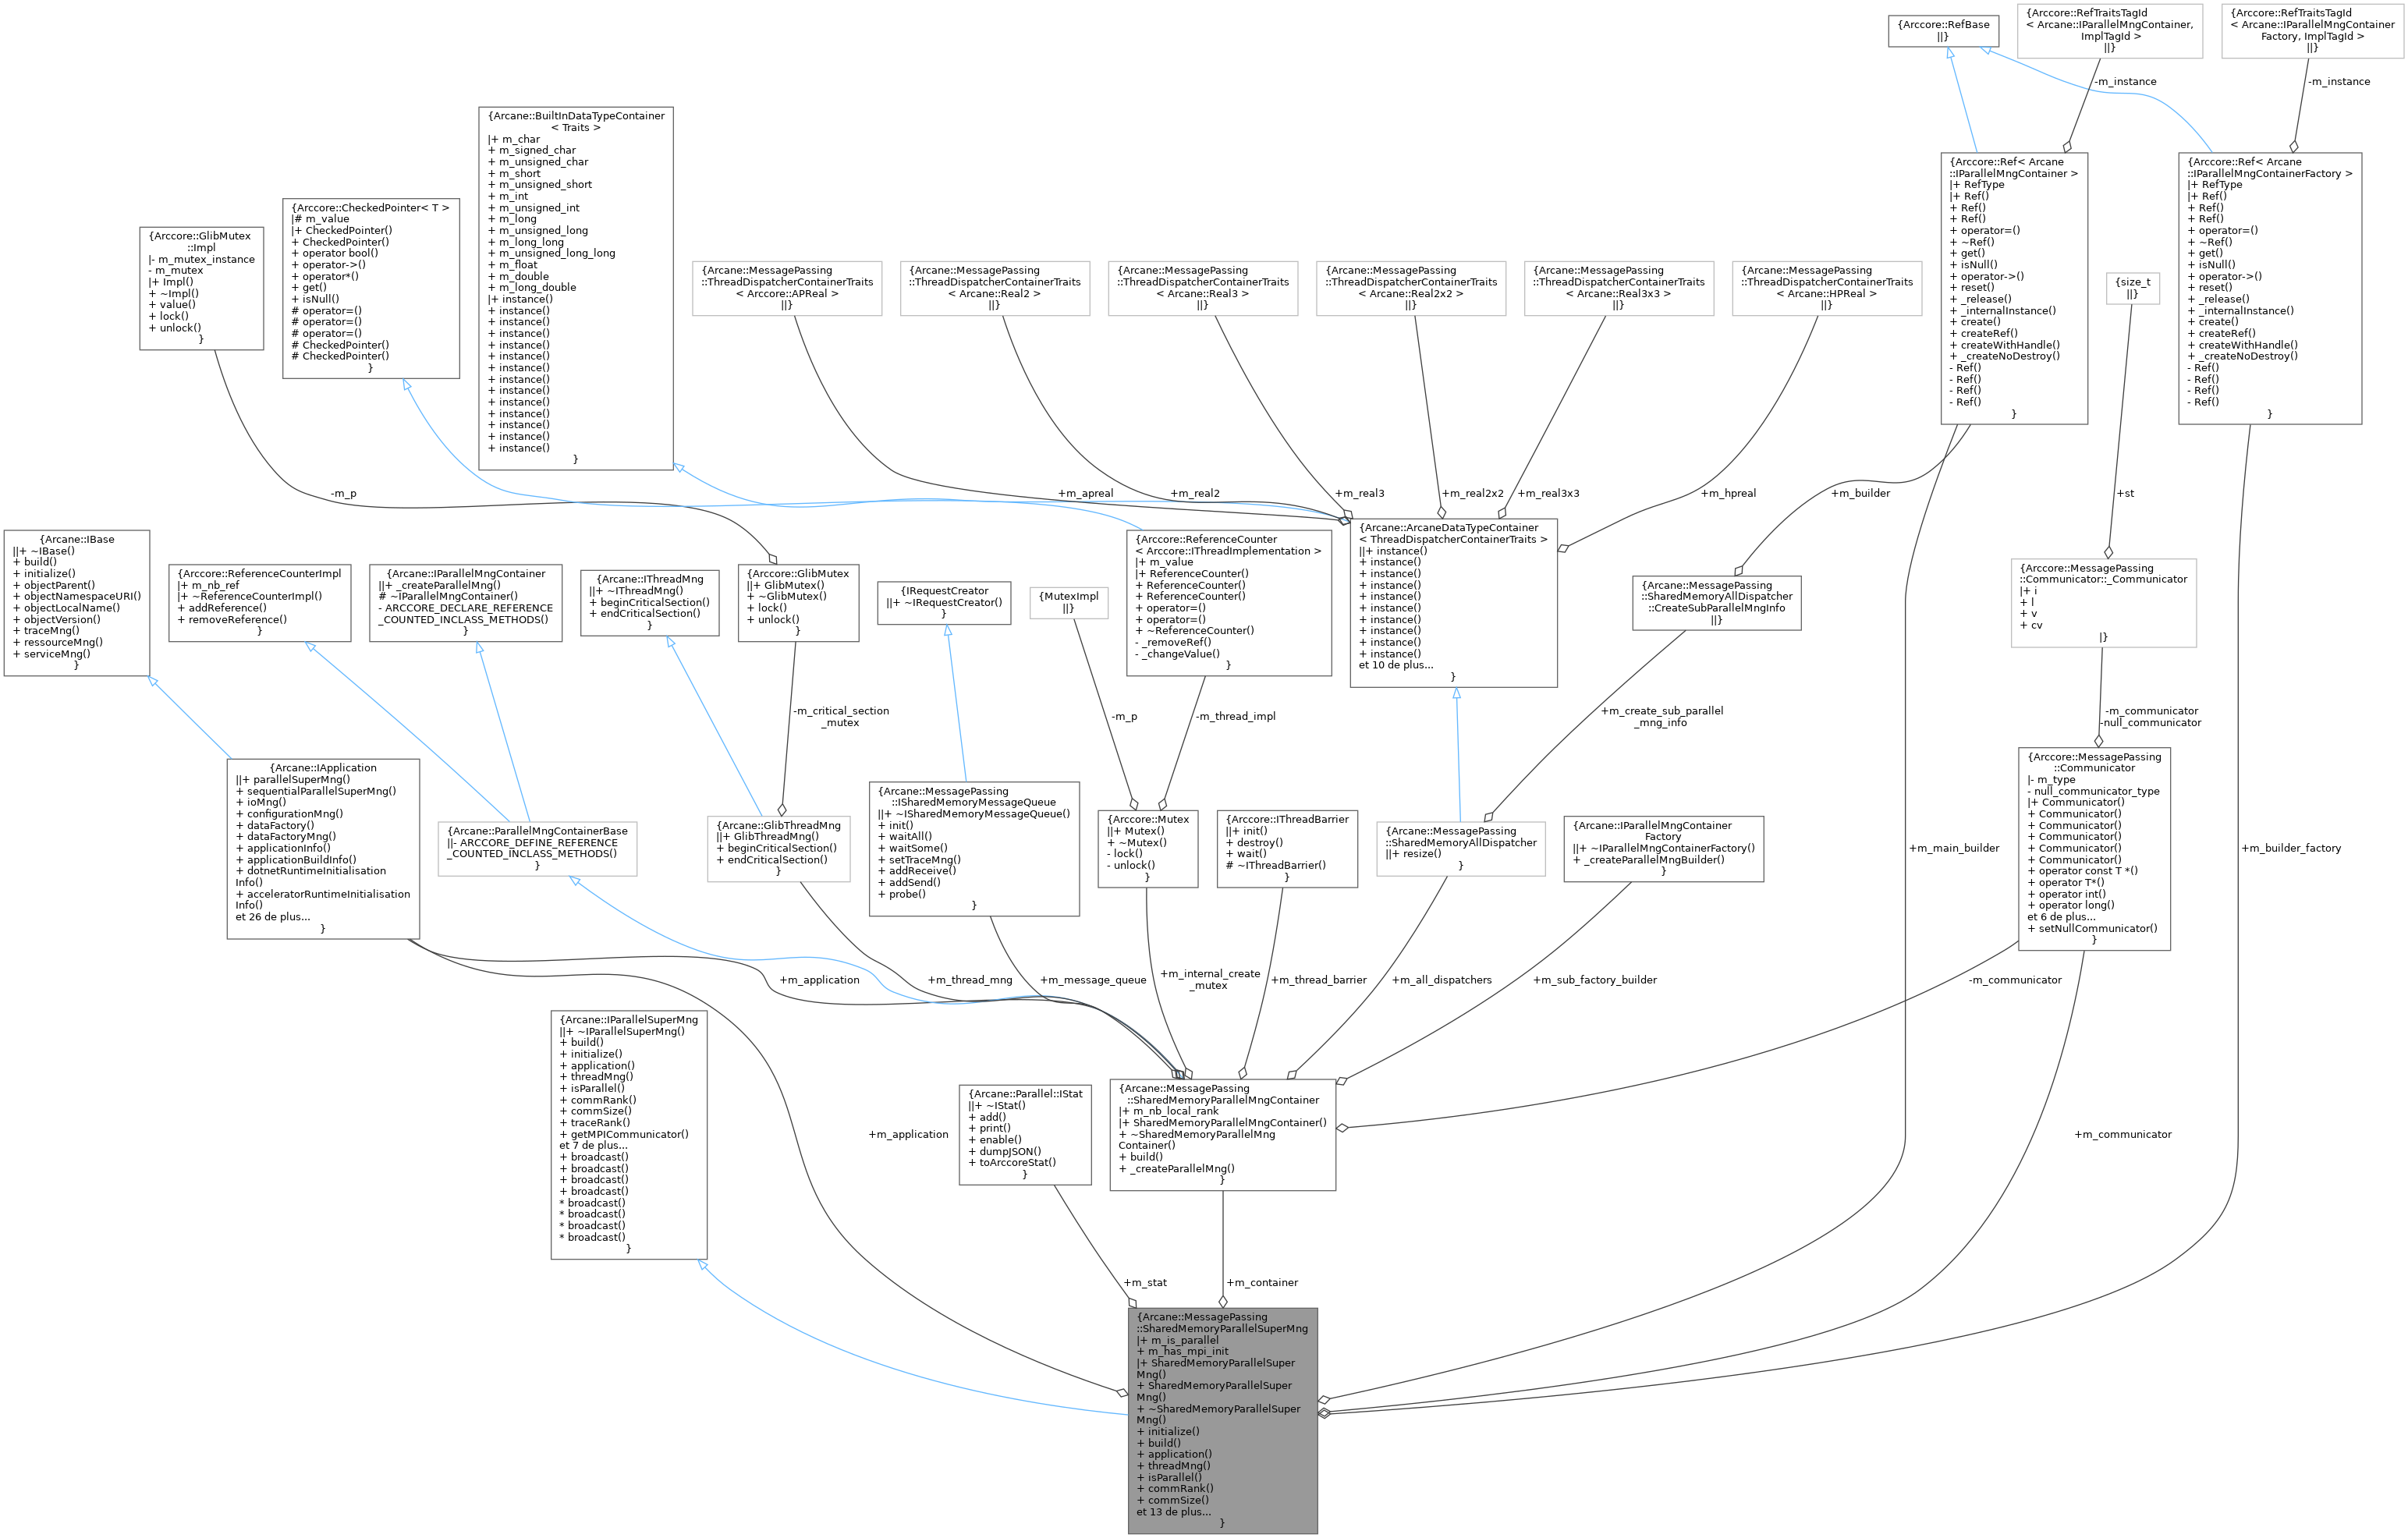 {Arccore::RefBase
||}
{Arccore::RefTraitsTagId
< Arcane::IParallelMngContainer,
ImplTagId >
||}
{Arccore::RefTraitsTagId
< Arcane::IParallelMngContainer
Factory, ImplTagId >
||}
-m_instance
-m_instance
{Arcane::BuiltInDataTypeContainer
< Traits >
|+ m_char
+ m_signed_char
+ m_unsigned_char
+ m_short
+ m_unsigned_short
+ m_int
+ m_unsigned_int
+ m_long
+ m_unsigned_long
+ m_long_long
+ m_unsigned_long_long
+ m_float
+ m_double
+ m_long_double
|+ instance()
+ instance()
+ instance()
+ instance()
+ instance()
+ instance()
+ instance()
+ instance()
+ instance()
+ instance()
+ instance()
+ instance()
+ instance()
+ instance()
}
{Arccore::Ref< Arcane
::IParallelMngContainer >
|+ RefType
|+ Ref()
+ Ref()
+ Ref()
+ operator=()
+ ~Ref()
+ get()
+ isNull()
+ operator->()
+ reset()
+ _release()
+ _internalInstance()
+ create()
+ createRef()
+ createWithHandle()
+ _createNoDestroy()
- Ref()
- Ref()
- Ref()
- Ref()
}
{Arccore::Ref< Arcane
::IParallelMngContainerFactory >
|+ RefType
|+ Ref()
+ Ref()
+ Ref()
+ operator=()
+ ~Ref()
+ get()
+ isNull()
+ operator->()
+ reset()
+ _release()
+ _internalInstance()
+ create()
+ createRef()
+ createWithHandle()
+ _createNoDestroy()
- Ref()
- Ref()
- Ref()
- Ref()
}
{Arccore::CheckedPointer< T >
|# m_value
|+ CheckedPointer()
+ CheckedPointer()
+ operator bool()
+ operator->()
+ operator*()
+ get()
+ isNull()
# operator=()
# operator=()
# operator=()
# CheckedPointer()
# CheckedPointer()
}
{Arccore::GlibMutex
::Impl
|- m_mutex_instance
- m_mutex
|+ Impl()
+ ~Impl()
+ value()
+ lock()
+ unlock()
}
{Arcane::MessagePassing
::ThreadDispatcherContainerTraits
< Arccore::APReal >
||}
{Arcane::MessagePassing
::ThreadDispatcherContainerTraits
< Arcane::Real2 >
||}
{Arcane::MessagePassing
::ThreadDispatcherContainerTraits
< Arcane::Real3 >
||}
{Arcane::MessagePassing
::ThreadDispatcherContainerTraits
< Arcane::Real2x2 >
||}
{Arcane::MessagePassing
::ThreadDispatcherContainerTraits
< Arcane::Real3x3 >
||}
{Arcane::MessagePassing
::ThreadDispatcherContainerTraits
< Arcane::HPReal >
||}
{size_t
||}
-m_p
+m_apreal
+m_real2
+m_real3
+m_real2x2
+m_real3x3
+m_hpreal
+m_builder
+st
{Arcane::IBase
||+ ~IBase()
+ build()
+ initialize()
+ objectParent()
+ objectNamespaceURI()
+ objectLocalName()
+ objectVersion()
+ traceMng()
+ ressourceMng()
+ serviceMng()
}
{Arccore::ReferenceCounterImpl
|+ m_nb_ref
|+ ~ReferenceCounterImpl()
+ addReference()
+ removeReference()
}
{Arcane::IParallelMngContainer
||+ _createParallelMng()
# ~IParallelMngContainer()
- ARCCORE_DECLARE_REFERENCE
_COUNTED_INCLASS_METHODS()
}
{Arcane::IThreadMng
||+ ~IThreadMng()
+ beginCriticalSection()
+ endCriticalSection()
}
{Arccore::GlibMutex
||+ GlibMutex()
+ ~GlibMutex()
+ lock()
+ unlock()
}
{IRequestCreator
||+ ~IRequestCreator()
}
{MutexImpl
||}
{Arccore::ReferenceCounter
< Arccore::IThreadImplementation >
|+ m_value
|+ ReferenceCounter()
+ ReferenceCounter()
+ ReferenceCounter()
+ operator=()
+ operator=()
+ ~ReferenceCounter()
- _removeRef()
- _changeValue()
}
{Arcane::ArcaneDataTypeContainer
< ThreadDispatcherContainerTraits >
||+ instance()
+ instance()
+ instance()
+ instance()
+ instance()
+ instance()
+ instance()
+ instance()
+ instance()
+ instance()
et 10 de plus...
}
{Arcane::MessagePassing
::SharedMemoryAllDispatcher
::CreateSubParallelMngInfo
||}
{Arccore::MessagePassing
::Communicator::_Communicator
|+ i
+ l
+ v
+ cv
|}
-m_critical_section
_mutex
-m_p
-m_thread_impl
+m_create_sub_parallel
_mng_info
-m_communicator
-null_communicator
{Arcane::IApplication
||+ parallelSuperMng()
+ sequentialParallelSuperMng()
+ ioMng()
+ configurationMng()
+ dataFactory()
+ dataFactoryMng()
+ applicationInfo()
+ applicationBuildInfo()
+ dotnetRuntimeInitialisation
Info()
+ acceleratorRuntimeInitialisation
Info()
et 26 de plus...
}
{Arcane::ParallelMngContainerBase
||- ARCCORE_DEFINE_REFERENCE
_COUNTED_INCLASS_METHODS()
}
{Arcane::GlibThreadMng
||+ GlibThreadMng()
+ beginCriticalSection()
+ endCriticalSection()
}
{Arcane::MessagePassing
::ISharedMemoryMessageQueue
||+ ~ISharedMemoryMessageQueue()
+ init()
+ waitAll()
+ waitSome()
+ setTraceMng()
+ addReceive()
+ addSend()
+ probe()
}
{Arccore::Mutex
||+ Mutex()
+ ~Mutex()
- lock()
- unlock()
}
{Arccore::IThreadBarrier
||+ init()
+ destroy()
+ wait()
# ~IThreadBarrier()
}
{Arcane::MessagePassing
::SharedMemoryAllDispatcher
||+ resize()
}
{Arcane::IParallelMngContainer
Factory
||+ ~IParallelMngContainerFactory()
+ _createParallelMngBuilder()
}
{Arccore::MessagePassing
::Communicator
|- m_type
- null_communicator_type
|+ Communicator()
+ Communicator()
+ Communicator()
+ Communicator()
+ Communicator()
+ Communicator()
+ operator const T *()
+ operator T*()
+ operator int()
+ operator long()
et 6 de plus...
+ setNullCommunicator()
}
+m_main_builder
+m_builder_factory
+m_application
+m_thread_mng
+m_message_queue
+m_internal_create
_mutex
+m_thread_barrier
+m_all_dispatchers
+m_sub_factory_builder
-m_communicator
{Arcane::IParallelSuperMng
||+ ~IParallelSuperMng()
+ build()
+ initialize()
+ application()
+ threadMng()
+ isParallel()
+ commRank()
+ commSize()
+ traceRank()
+ getMPICommunicator()
et 7 de plus...
+ broadcast()
+ broadcast()
+ broadcast()
+ broadcast()
* broadcast()
* broadcast()
* broadcast()
* broadcast()
}
+m_application
{Arcane::Parallel::IStat
||+ ~IStat()
+ add()
+ print()
+ enable()
+ dumpJSON()
+ toArccoreStat()
}
{Arcane::MessagePassing
::SharedMemoryParallelMngContainer
|+ m_nb_local_rank
|+ SharedMemoryParallelMngContainer()
+ ~SharedMemoryParallelMng
Container()
+ build()
+ _createParallelMng()
}
+m_communicator
+m_stat
+m_container
{Arcane::MessagePassing
::SharedMemoryParallelSuperMng
|+ m_is_parallel
+ m_has_mpi_init
|+ SharedMemoryParallelSuper
Mng()
+ SharedMemoryParallelSuper
Mng()
+ ~SharedMemoryParallelSuper
Mng()
+ initialize()
+ build()
+ application()
+ threadMng()
+ isParallel()
+ commRank()
+ commSize()
et 13 de plus...
}